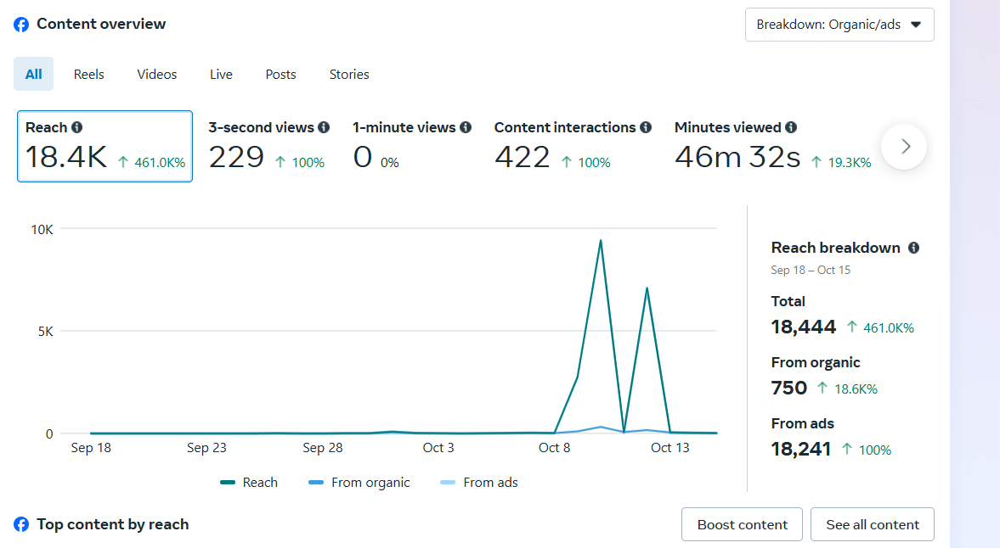 Content overview
Breakdown: Organic/ads
All Reels Videos Live Posts Stories
Reach 3-second views 1-minute views Content interactions Minutes viewed
18.4K ↑ 461.0K% 229 ↑ 100% 0 0% 422 ↑ 100% 46m 32s ↑ 19.3K%
10K
5K
0
Sep 18 Sep 23 Sep 28 Oct 3 Oct 8 Oct 13
Reach From organic From ads
Reach breakdown
Sep 18 – Oct 15
Total
18,444 ↑ 461.0K%
From organic
750 ↑ 18.6K%
From ads
18,241 ↑ 100%
Top content by reach
Boost content See all content